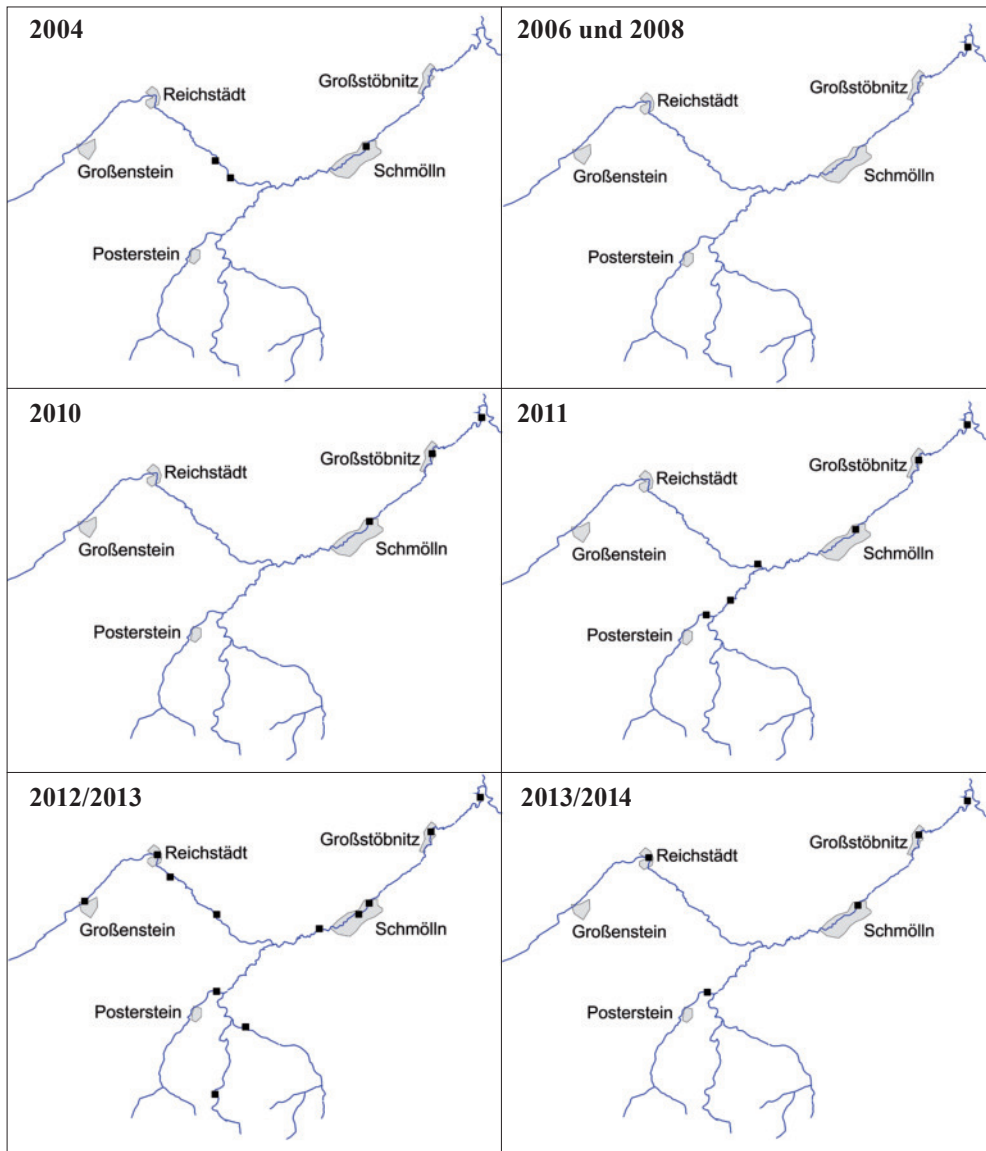 2004
Großstöbnitz
Reichstädt
Großenstein
Schmölln
Posterstein
2006 und 2008
Großstöbnitz
Reichstädt
Großenstein
Schmölln
Posterstein
2010
Großstöbnitz
Reichstädt
Großenstein
Schmölln
Posterstein
2011
Großstöbnitz
Reichstädt
Großenstein
Schmölln
Posterstein
2012/2013
Großstöbnitz
Reichstädt
Großenstein
Schmölln
Posterstein
2013/2014
Großstöbnitz
Reichstädt
Großenstein
Schmölln
Posterstein